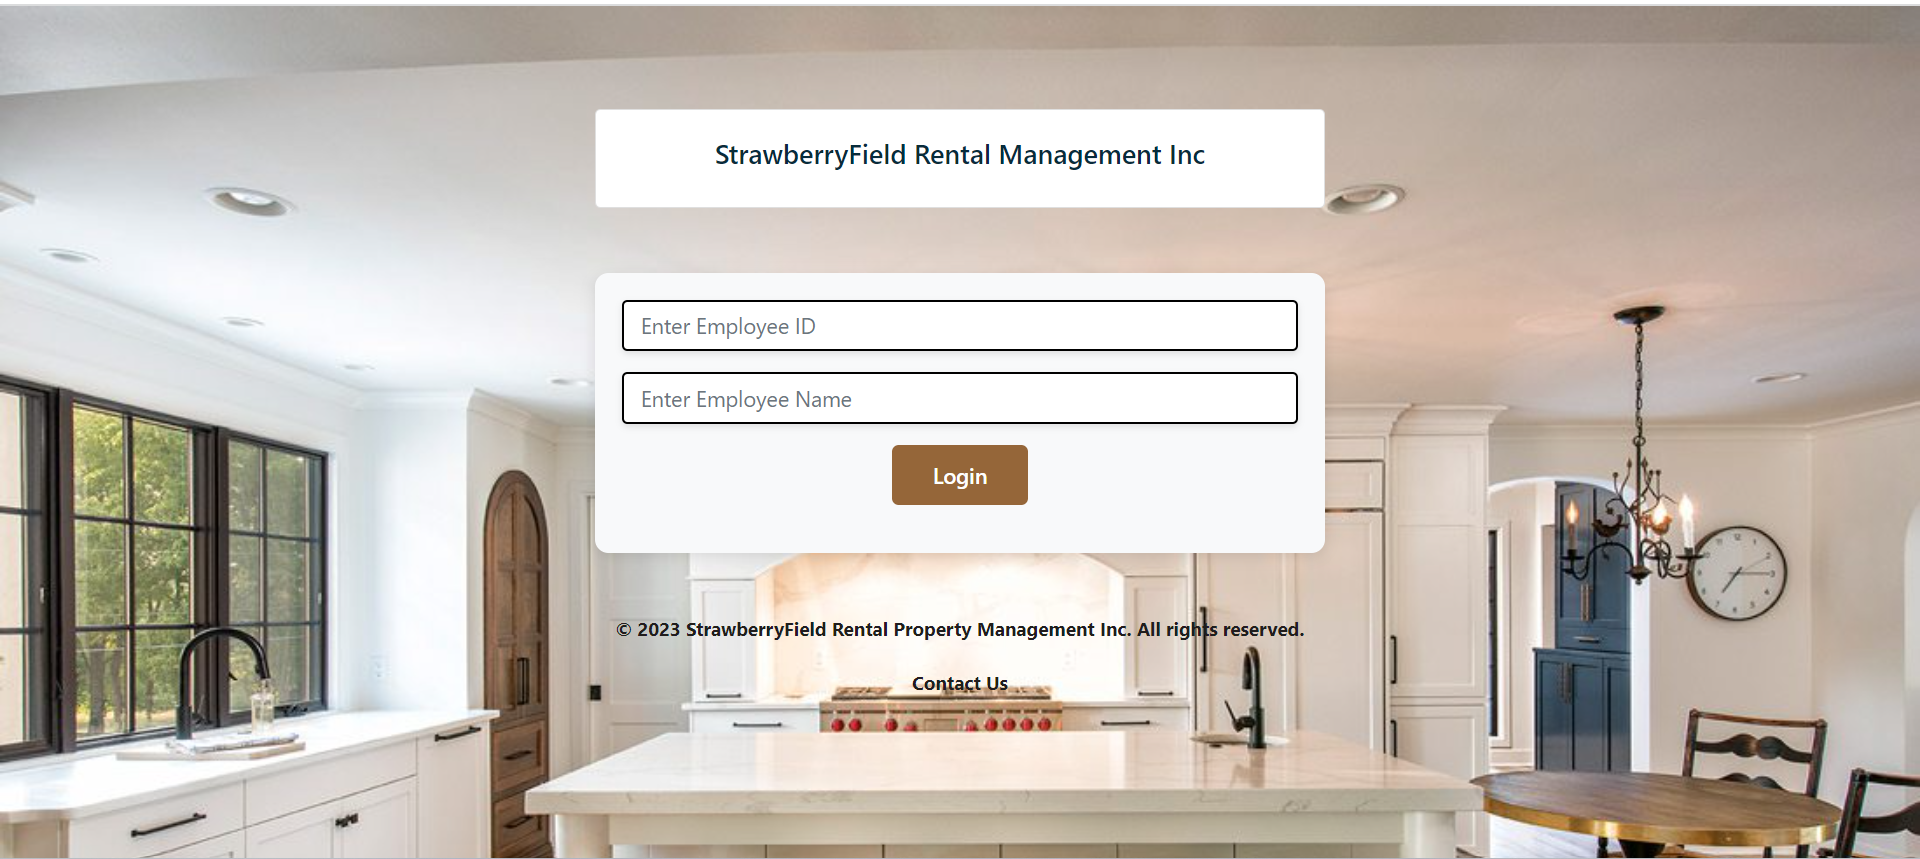 StrawberryField Rental Management Inc
Enter Employee ID
Enter Employee Name
Login
© 2023 StrawberryField Rental Property Management Inc. All rights reserved.
Contact Us